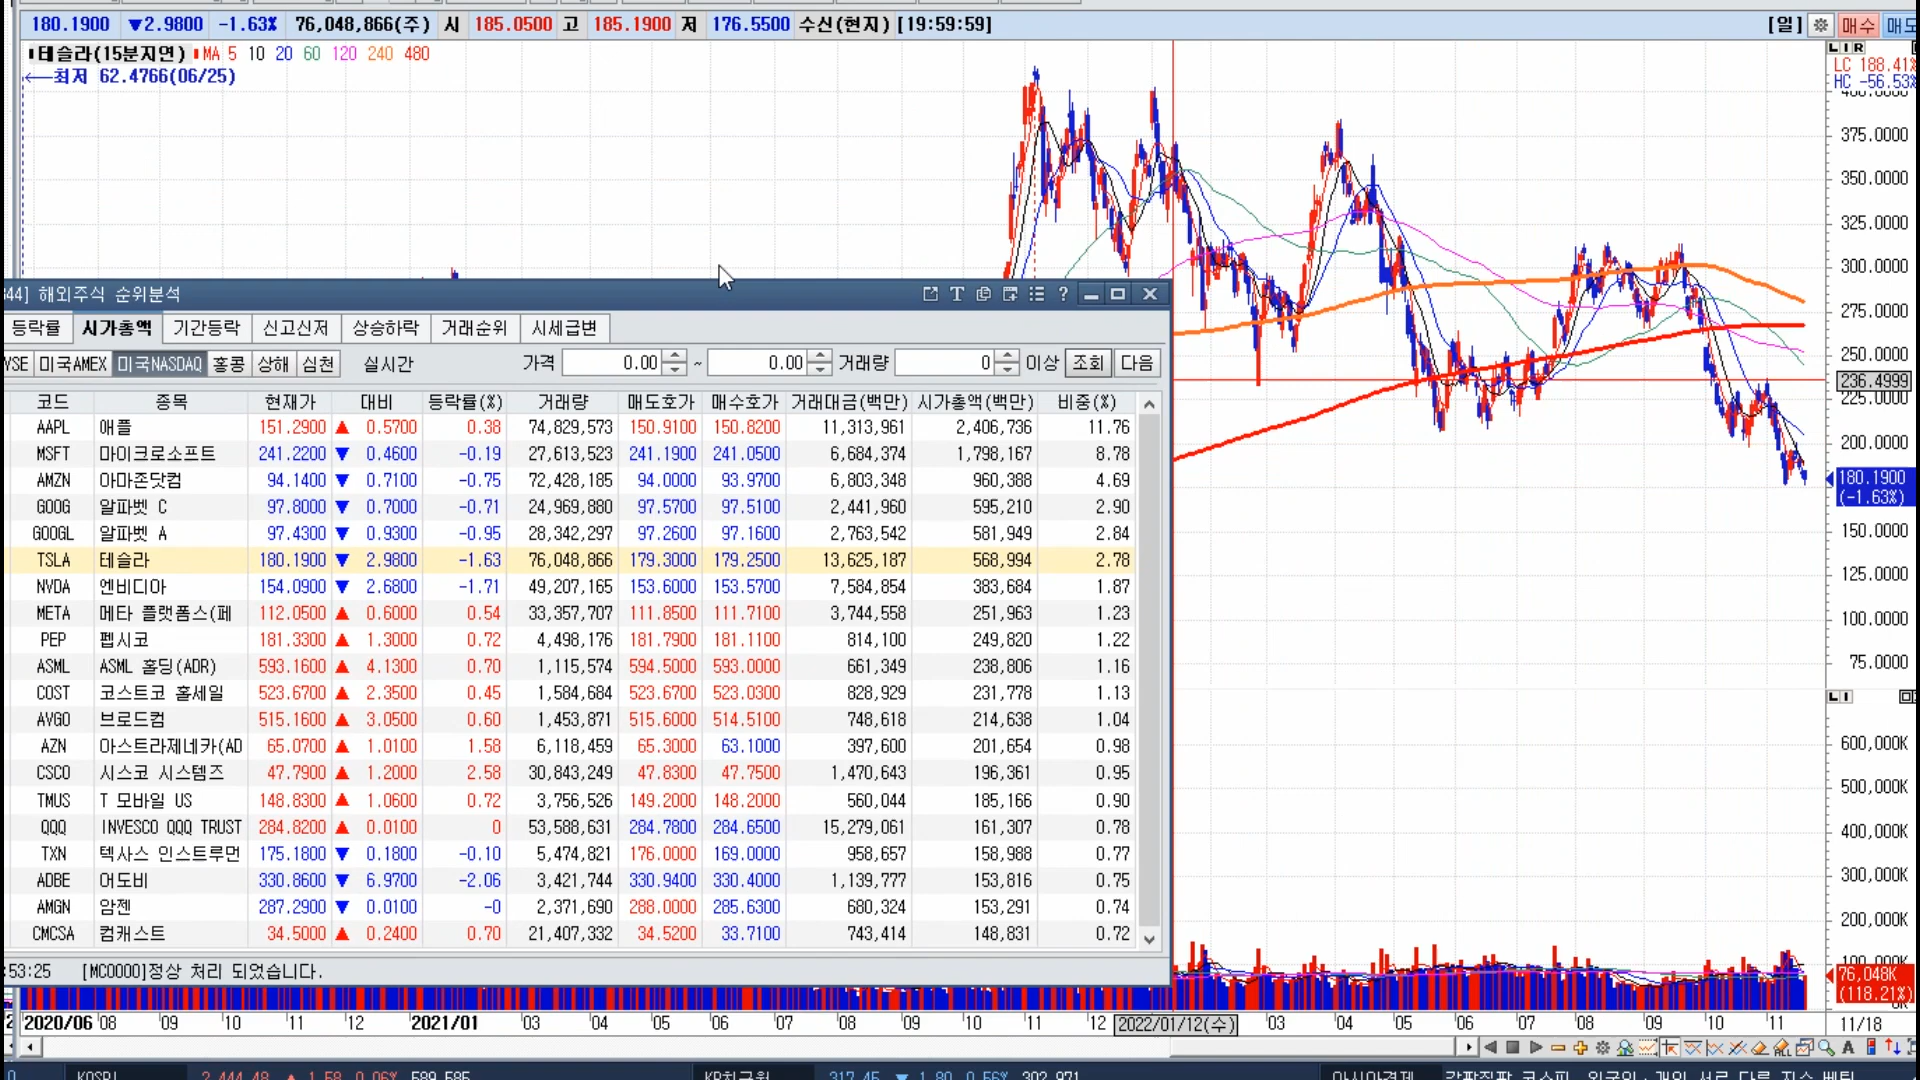 180.1900 ▼2.9800 -1.63% 76,048,866(주) 시 185.0500 고 185.1900 저 176.5500 수신(현지) [19:59:59] [일] 매수 매도
테슬라(15분지연) MA 5 10 20 60 120 240 480
←최저 62.4766(06/25)
L I R
LC 188.41%
HC -56.53%
375.0000
350.0000
325.0000
300.0000
275.0000
250.0000
236.4999
225.0000
200.0000
180.1900
(-1.63%)
150.0000
125.0000
100.0000
75.0000
L I
600,000K
500,000K
400,000K
300,000K
200,000K
100,000K
76,048K
(118.21%)
44] 해외주식 순위분석
등락률 시가총액 기간등락 신고신저 상승하락 거래순위 시세급변
YSE 미국AMEX 미국NASDAQ 홍콩 상해 심천 실시간 가격 0.00 ~ 0.00 거래량 0 이상 조회 다음
코드 종목 현재가 대비 등락률(%) 거래량 매도호가 매수호가 거래대금(백만) 시가총액(백만) 비중(%)
AAPL 애플 151.2900 ▲ 0.5700 0.38 74,829,573 150.9100 150.8200 11,313,961 2,406,736 11.76
MSFT 마이크로소프트 241.2200 ▼ 0.4600 -0.19 27,613,523 241.1900 241.0500 6,684,374 1,798,167 8.78
AMZN 아마존닷컴 94.1400 ▼ 0.7100 -0.75 72,428,185 94.0000 93.9700 6,803,348 960,388 4.69
GOOG 알파벳 C 97.8000 ▼ 0.7000 -0.71 24,969,880 97.5700 97.5100 2,441,960 595,210 2.90
GOOGL 알파벳 A 97.4300 ▼ 0.9300 -0.95 28,342,297 97.2600 97.1600 2,763,542 581,949 2.84
TSLA 테슬라 180.1900 ▼ 2.9800 -1.63 76,048,866 179.3000 179.2500 13,625,187 568,994 2.78
NVDA 엔비디아 154.0900 ▼ 2.6800 -1.71 49,207,165 153.6000 153.5700 7,584,854 383,684 1.87
META 메타 플랫폼스(페 112.0500 ▲ 0.6000 0.54 33,357,707 111.8500 111.7100 3,744,558 251,963 1.23
PEP 펩시코 181.3300 ▲ 1.3000 0.72 4,498,176 181.7900 181.1100 814,100 249,820 1.22
ASML ASML 홀딩(ADR) 593.1600 ▲ 4.1300 0.70 1,115,574 594.5000 593.0000 661,349 238,806 1.16
COST 코스트코 홀세일 523.6700 ▲ 2.3500 0.45 1,584,684 523.6700 523.0300 828,929 231,778 1.13
AVGO 브로드컴 515.1600 ▲ 3.0500 0.60 1,453,871 515.6000 514.5100 748,618 214,638 1.04
AZN 아스트라제네카(AD 65.0700 ▲ 1.0100 1.58 6,118,459 65.3000 63.1000 397,600 201,654 0.98
CSCO 시스코 시스템즈 47.7900 ▲ 1.2000 2.58 30,843,249 47.8300 47.7500 1,470,643 196,361 0.95
TMUS T 모바일 US 148.8300 ▲ 1.0600 0.72 3,756,526 149.2000 148.2000 560,044 185,166 0.90
QQQ INVESCO QQQ TRUST 284.8200 ▲ 0.0100 0 53,588,631 284.7800 284.6500 15,279,061 161,307 0.78
TXN 텍사스 인스트루먼 175.1800 ▼ 0.1800 -0.10 5,474,821 176.0000 169.0000 958,657 158,988 0.77
ADBE 어도비 330.8600 ▼ 6.9700 -2.06 3,421,744 330.9400 330.4000 1,139,777 153,816 0.75
AMGN 암젠 287.2900 ▼ 0.0100 -0 2,371,690 288.0000 285.6300 680,324 153,291 0.74
CMCSA 컴캐스트 34.5000 ▲ 0.2400 0.70 21,407,332 34.5200 33.7100 743,414 148,831 0.72
:53:25 [MC0000]정상 처리 되었습니다.
2020/06 08 09 10 11 12 2021/01 03 04 05 06 07 08 09 10 11 12 2022/01/12(수) 03 04 05 06 07 08 09 10 11 11/18
KOSPI 2,444.48 ▲ 1.58 0.06% 589,585 317.45 ▼ 1.80 0.56% 302,971 아시아경제